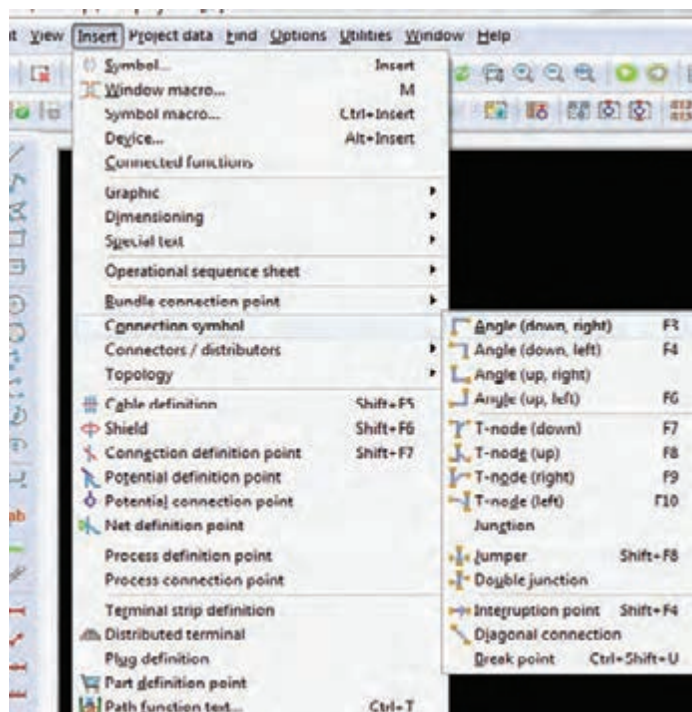 View Insert Project data Find Options Utilities Window Help
Symbol... Insert
Window macro... M
Symbol macro... Ctrl+Insert
Device... Alt+Insert
Connected functions
Graphic
Dimensioning
Special text
Operational sequence sheet
Bundle connection point
Connection symbol
Connectors / distributors
Topology
Cable definition Shift+F5
Shield Shift+F6
Connection definition point Shift+F7
Potential definition point
Potential connection point
Net definition point
Process definition point
Process connection point
Terminal strip definition
Distributed terminal
Plug definition
Part definition point
Path function text... Ctrl+T
Angle (down, right) F3
Angle (down, left) F4
Angle (up, right)
Angle (up, left) F6
T-node (down) F7
T-node (up) F8
T-node (right) F9
T-node (left) F10
Junction
Jumper Shift+F8
Double junction
Interruption point Shift+F4
Diagonal connection
Break point Ctrl+Shift+U
ab